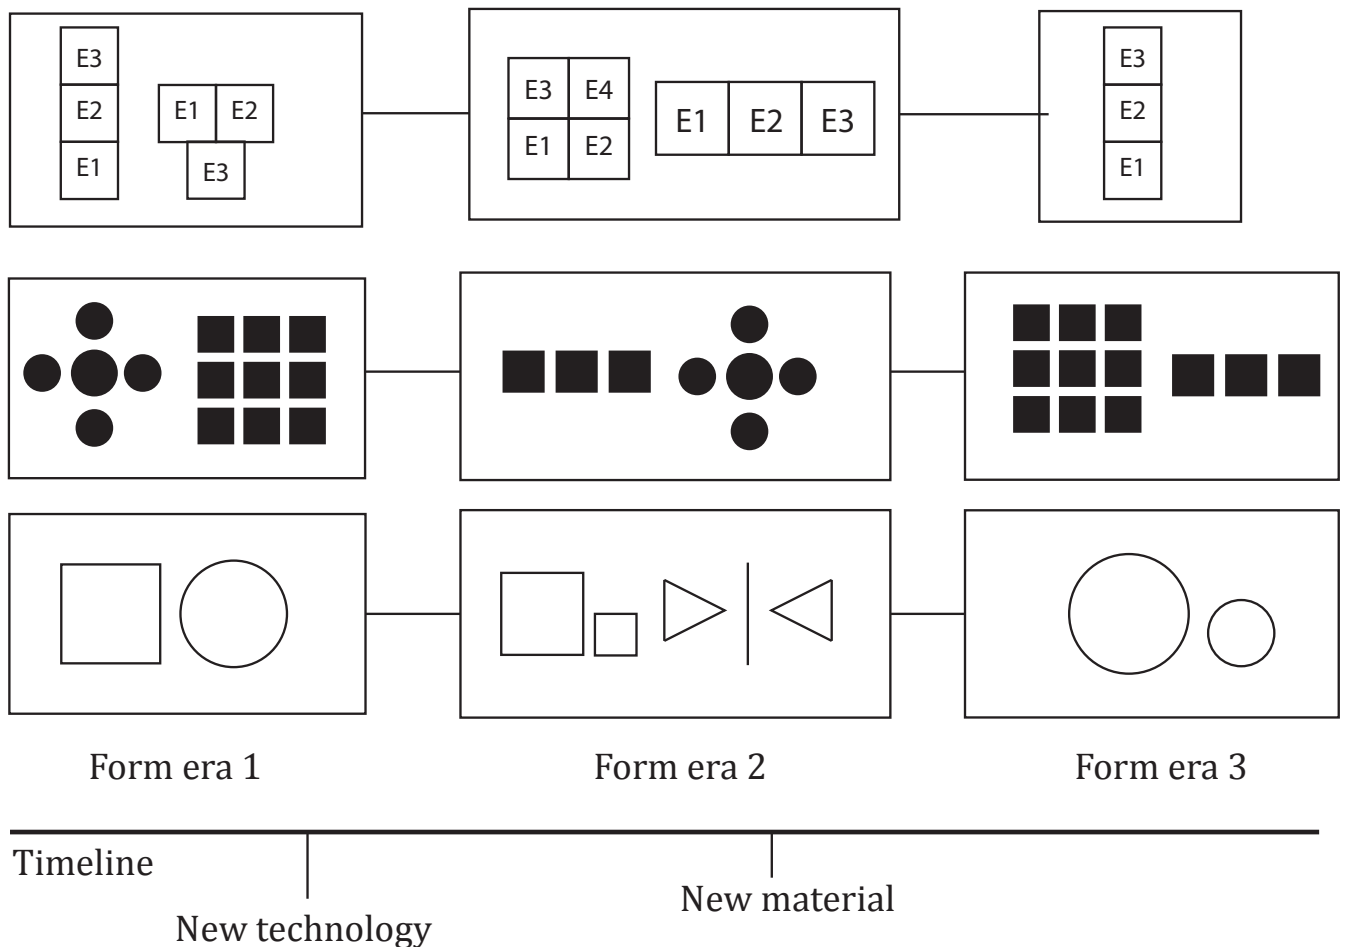 E3
E2
E1
E1 E2
E3
E3 E4
E1 E2
E1 E2 E3
E3
E2
E1
Form era 1
Form era 2
Form era 3
Timeline
New technology
New material